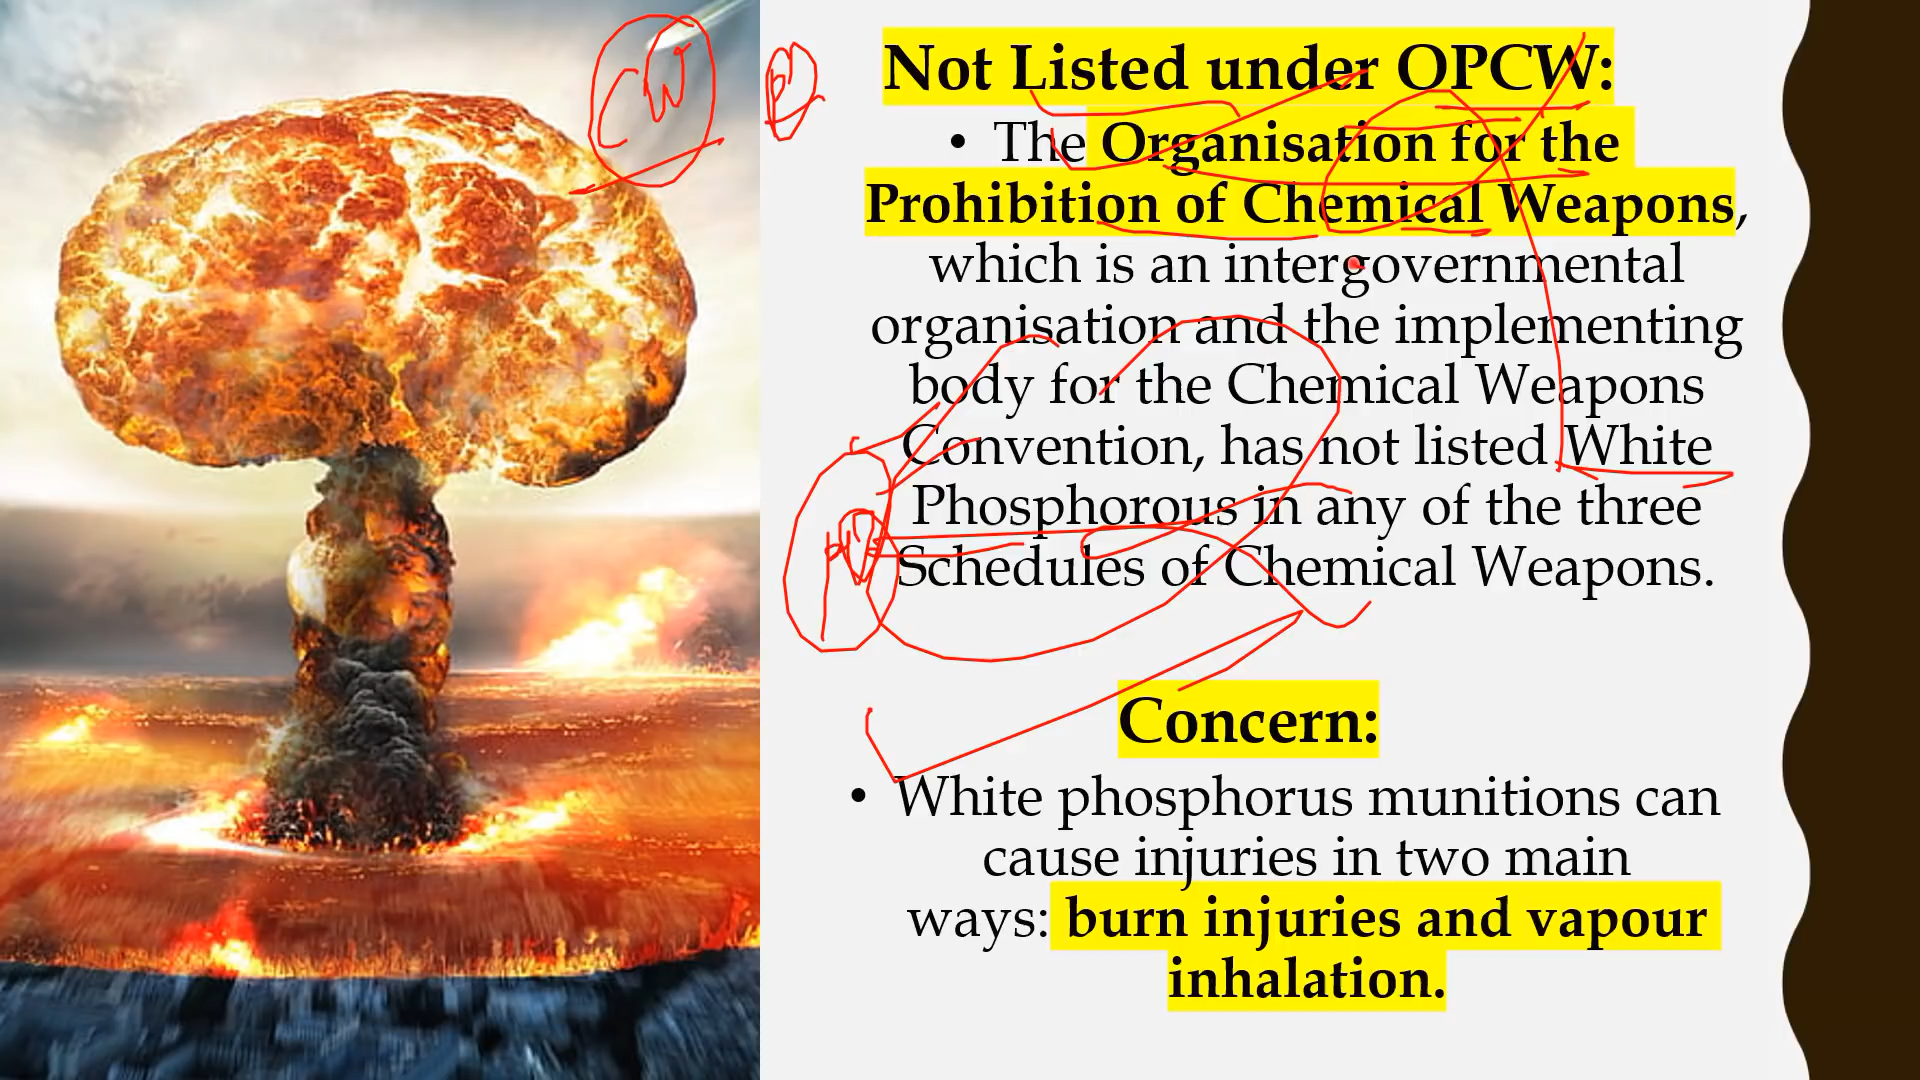 CW
Not Listed under OPCW:
• The Organisation for the
Prohibition of Chemical Weapons,
which is an intergovernmental
organisation and the implementing
body for the Chemical Weapons
Convention, has not listed White
Phosphorous in any of the three
Schedules of Chemical Weapons.
Concern:
• White phosphorus munitions can
cause injuries in two main
ways: burn injuries and vapour
inhalation.